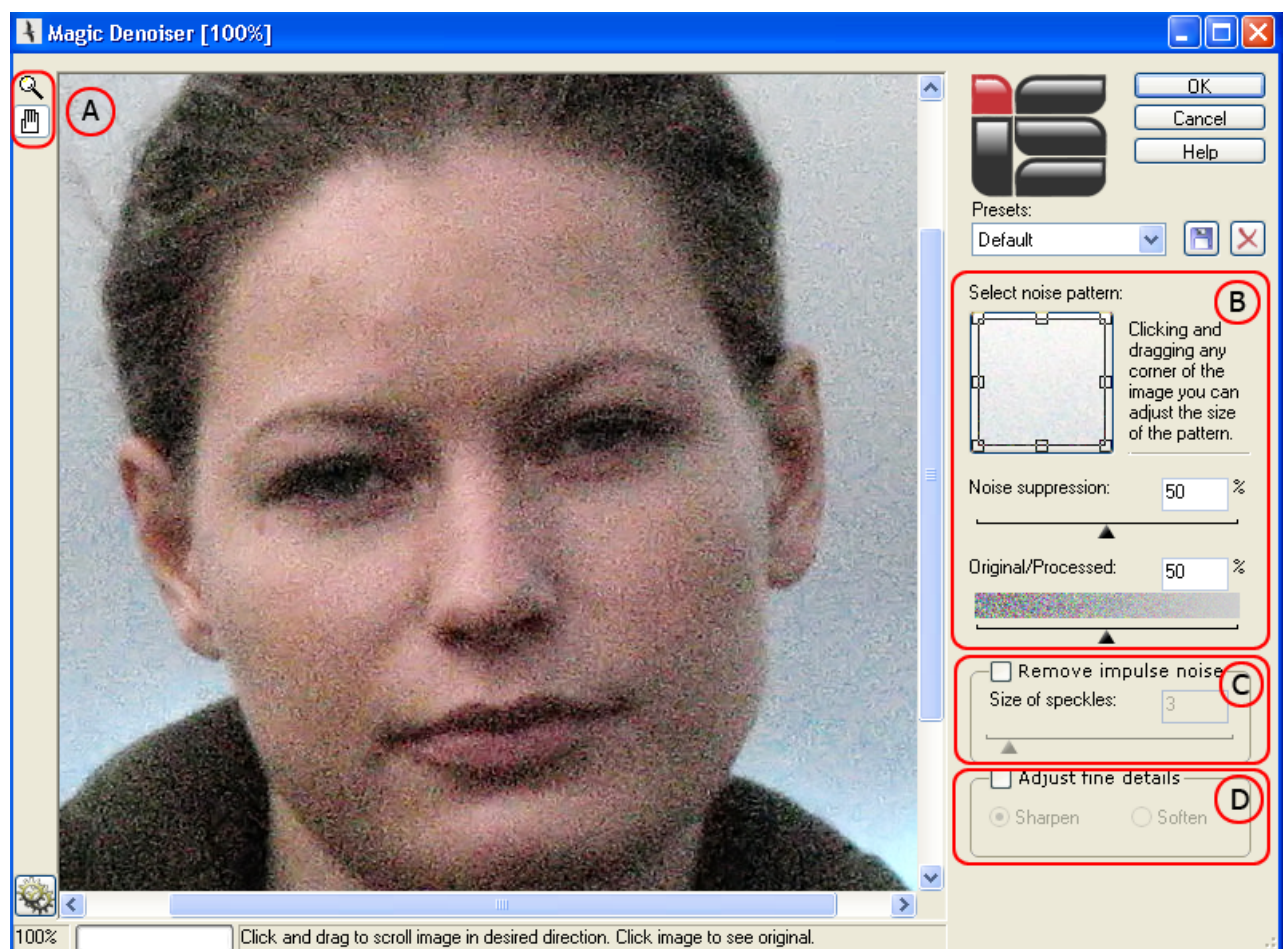 Magic Denoiser [100%]
A
OK
Cancel
Help
Presets:
Default
Select noise pattern:
B
Clicking and
dragging any
corner of the
image you can
adjust the size
of the pattern.
Noise suppression: 50 %
Original/Processed: 50 %
Remove impulse noise
C
Size of speckles: 3
Adjust fine details
D
Sharpen Soften
100% Click and drag to scroll image in desired direction. Click image to see original.